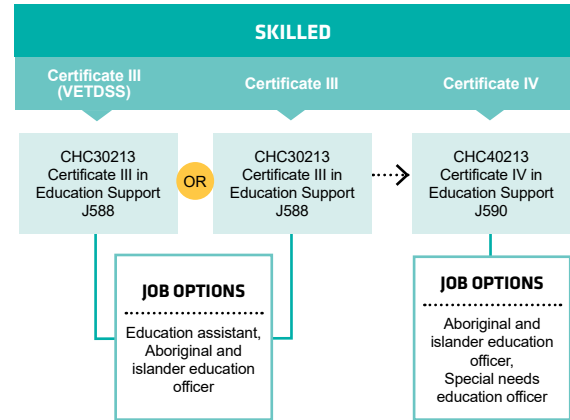 SKILLED
Certificate III
(VETDSS)
Certificate III
Certificate IV
CHC30213
Certificate III in
Education Support
J588
OR
CHC30213
Certificate III in
Education Support
J588
CHC40213
Certificate IV in
Education Support
J590
JOB OPTIONS
Education assistant,
Aboriginal and
islander education
officer
JOB OPTIONS
Aboriginal and
islander education
officer,
Special needs
education officer